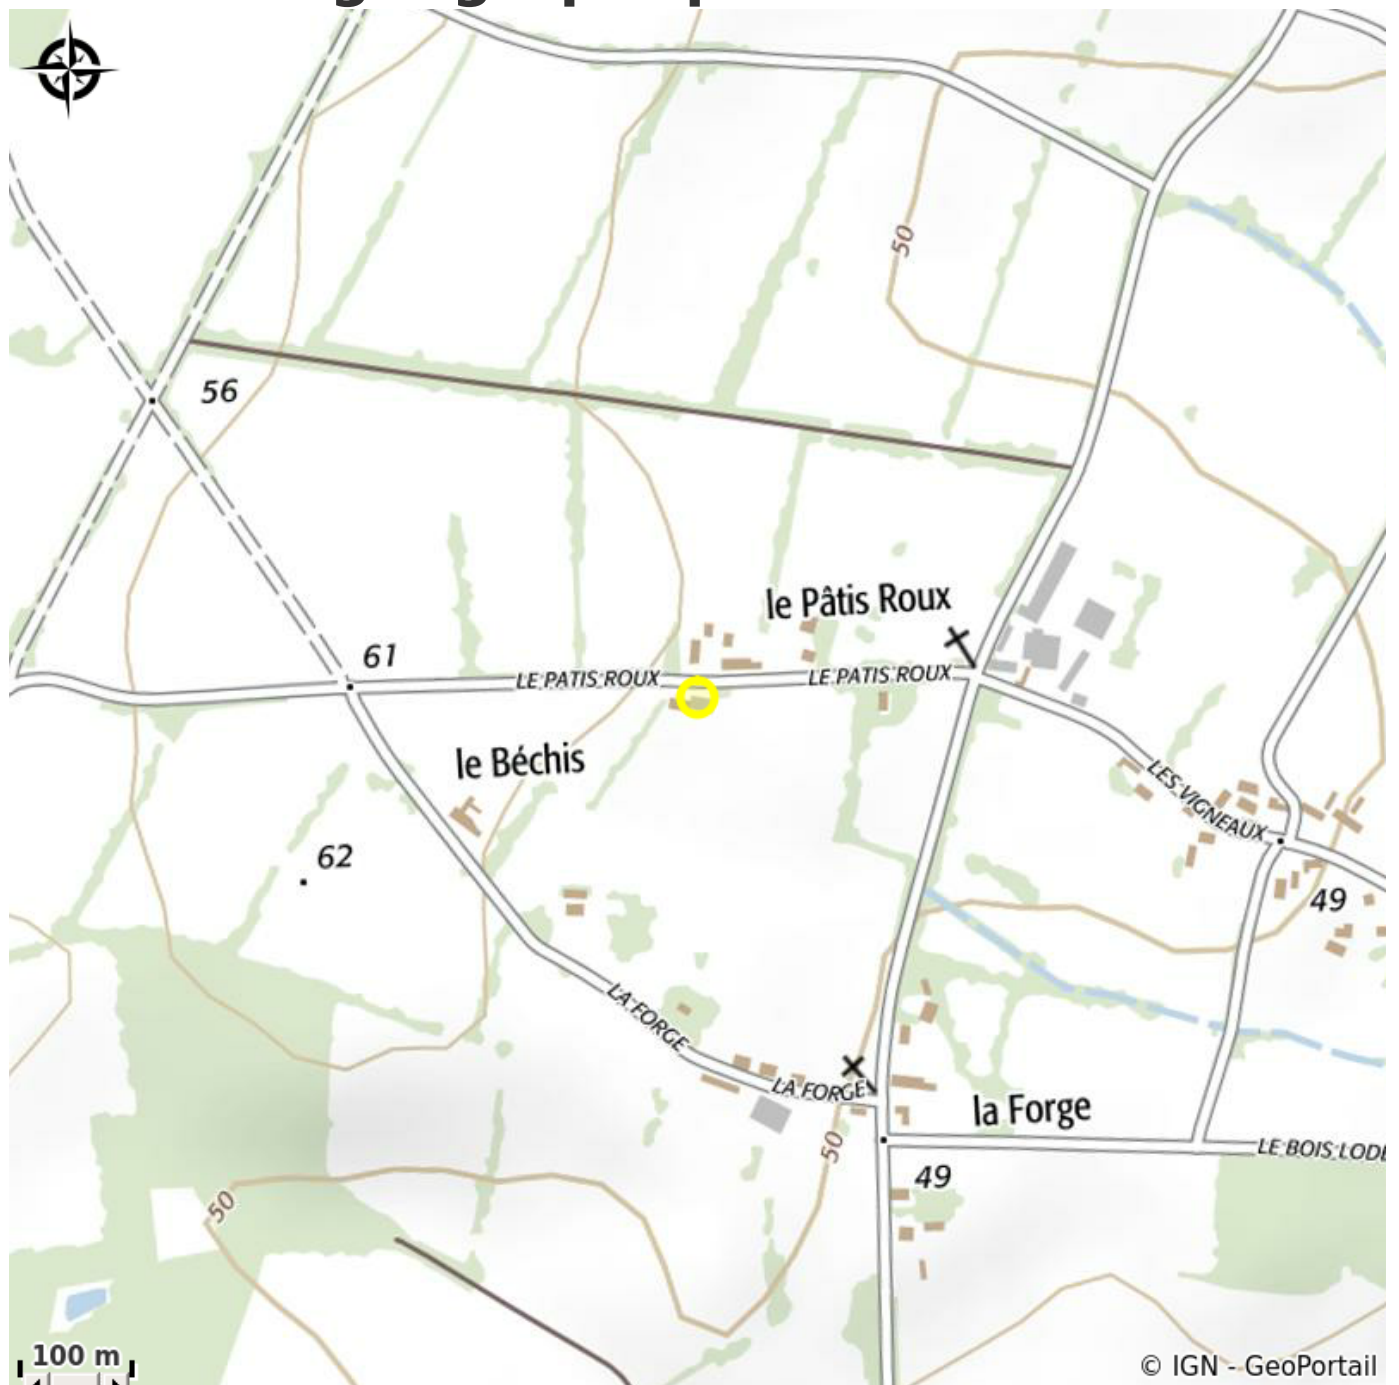 50
56
le Pâtis Roux
61
LE PATIS ROUX
LE PATIS ROUX
le Béchis
LES VIGNEAUX
62
49
LA FORGE
LA FORGE
la Forge
50
LE BOIS LODE
49
50
100 m
© IGN - GeoPortail